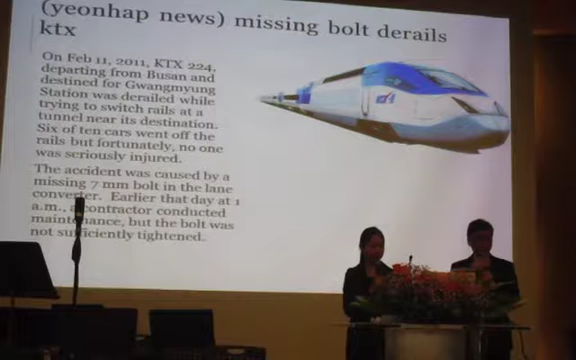 (yeonhap news) missing bolt derails
ktx
On Feb 11, 2011, KTX 224,
departing from Busan and
destined for Gwangmyung
Station was derailed while
trying to switch rails at a
tunnel near its destination.
Six of ten cars went off the
rails but fortunately, no one
was seriously injured.
The accident was caused by a
missing 7 mm bolt in the lane
converter. Earlier that day at 1
a.m., a contractor conducted
maintenance, but the bolt was
not sufficiently tightened.